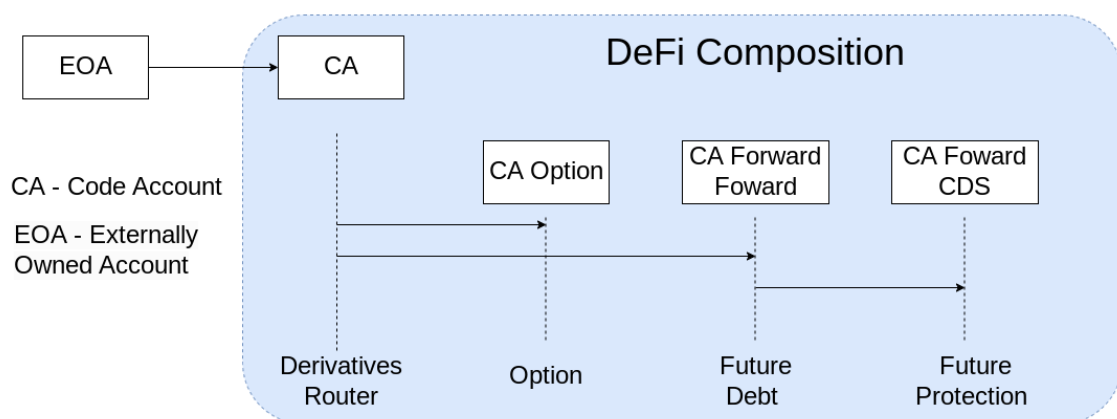 DeFi Composition
EOA
CA
CA Option
CA Forward
Foward
CA Foward
CDS
CA - Code Account
EOA - Externally
Owned Account
Derivatives
Router
Option
Future
Debt
Future
Protection